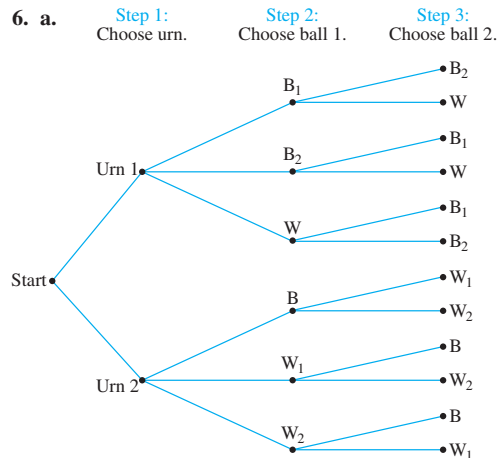 6. a. Step 1: Step 2: Step 3:
Choose urn. Choose ball 1. Choose ball 2.
B₂
B₁
W
B₁
B₂
Urn 1
W
B₁
W
B₂
Start
W₁
B
W₂
B
W₁
Urn 2
W₂
B
W₂
W₁